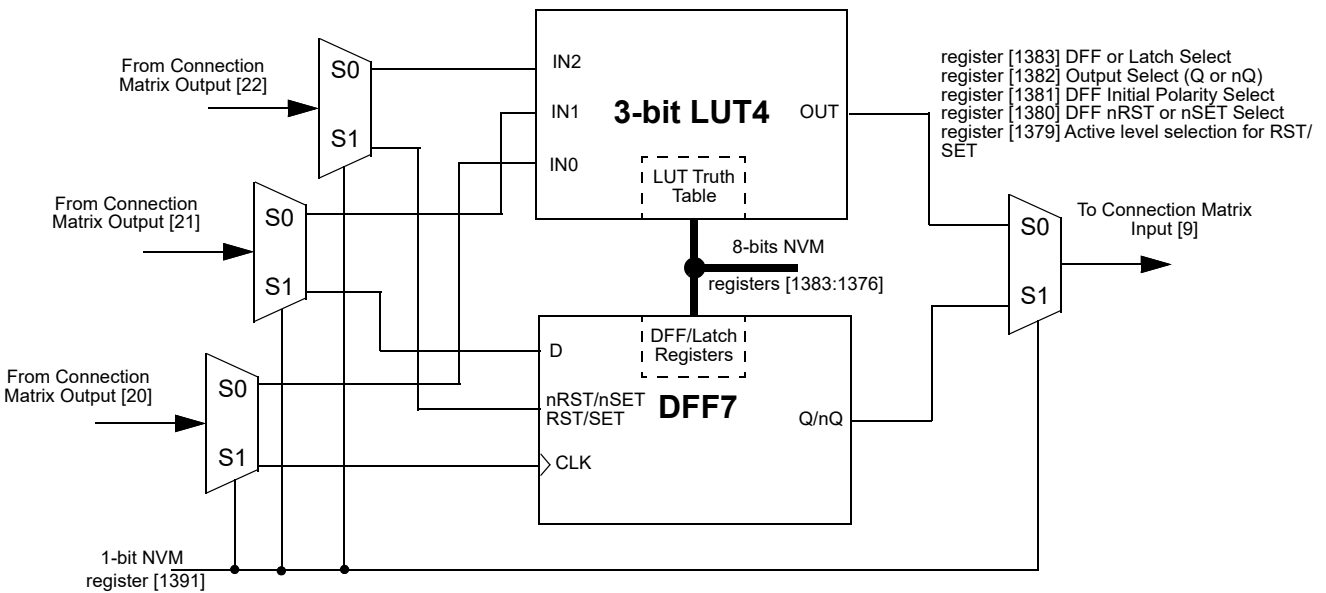 From Connection
Matrix Output [22]
S0
S1
IN2
IN1
IN0
3-bit LUT4
OUT
LUT Truth
Table
register [1383] DFF or Latch Select
register [1382] Output Select (Q or nQ)
register [1381] DFF Initial Polarity Select
register [1380] DFF nRST or nSET Select
register [1379] Active level selection for RST/
SET
From Connection
Matrix Output [21]
S0
S1
8-bits NVM
registers [1383:1376]
S0
S1
To Connection Matrix
Input [9]
From Connection
Matrix Output [20]
S0
S1
DFF/Latch
Registers
D
nRST/nSET
RST/SET
DFF7
Q/nQ
CLK
1-bit NVM
register [1391]